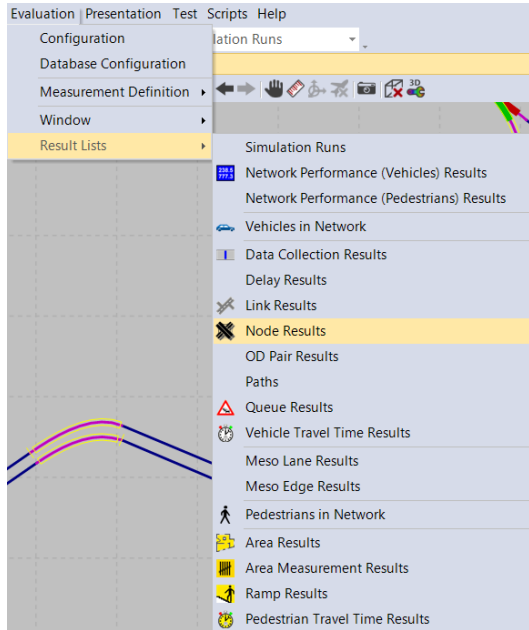 Evaluation Presentation Test Scripts Help
Configuration
lation Runs
Database Configuration
Measurement Definition
3D
Window
Result Lists
Simulation Runs
Network Performance (Vehicles) Results
Network Performance (Pedestrians) Results
Vehicles in Network
Data Collection Results
Delay Results
Link Results
Node Results
OD Pair Results
Paths
Queue Results
Vehicle Travel Time Results
Meso Lane Results
Meso Edge Results
Pedestrians in Network
Area Results
Area Measurement Results
Ramp Results
Pedestrian Travel Time Results